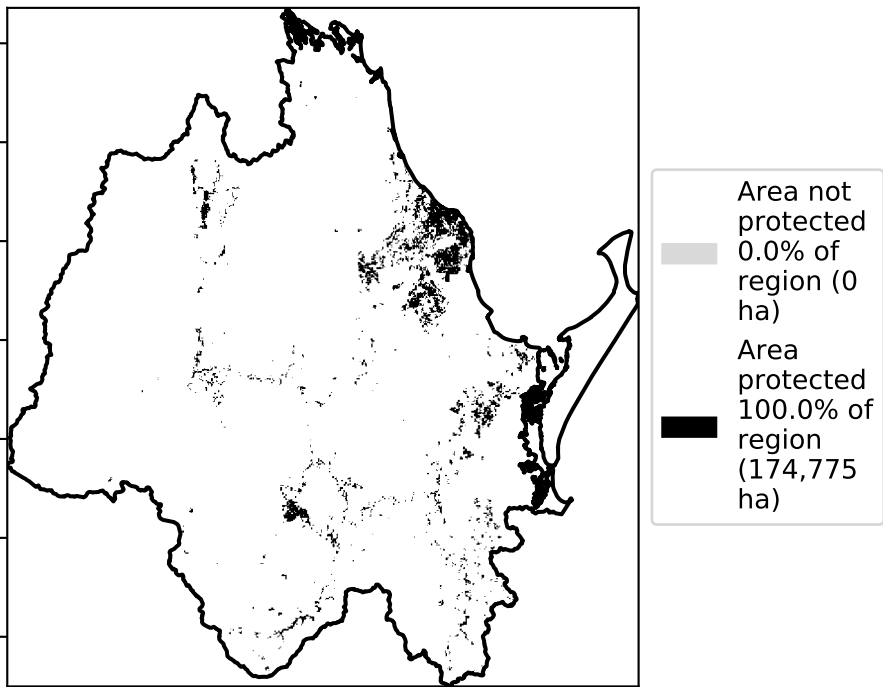 Area not
protected
0.0% of
region (0
ha)
Area
protected
100.0% of
region
(174,775
ha)